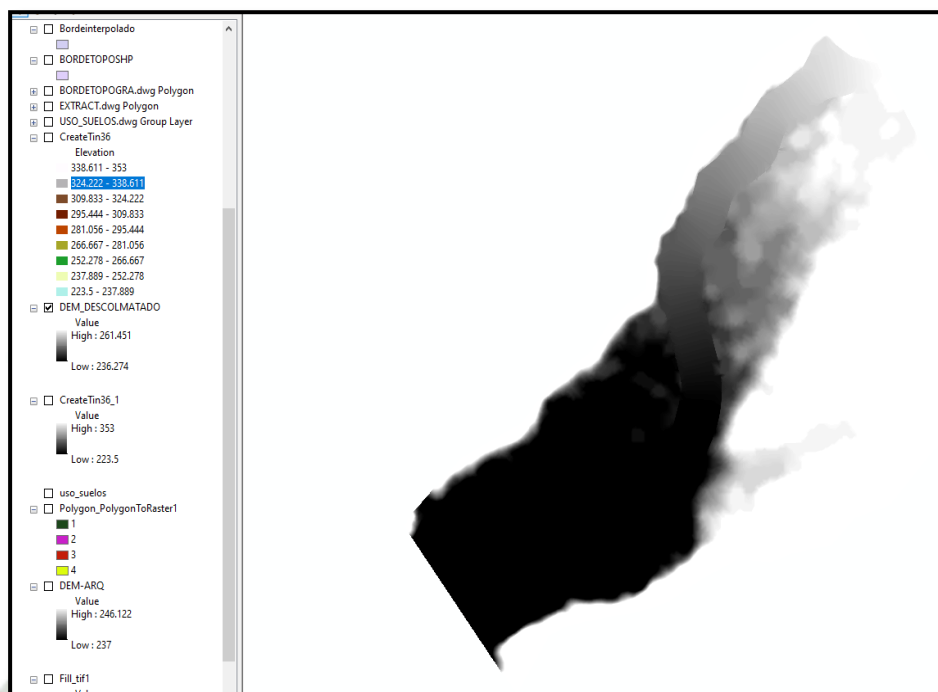 Bordeinterpolado
BORDETOPOSHP
BORDETOPOGRA.dwg Polygon
EXTRACT.dwg Polygon
USO_SUELOS.dwg Group Layer
CreateTin36
Elevation
338.611 - 353
324.222 - 338.611
309.833 - 324.222
295.444 - 309.833
281.056 - 295.444
266.667 - 281.056
252.278 - 266.667
237.889 - 252.278
223.5 - 237.889
DEM_DESCOLMATADO
Value
High : 261.451
Low : 236.274
CreateTin36_1
Value
High : 353
Low : 223.5
uso_suelos
Polygon_PolygonToRaster1
1
2
3
4
DEM-ARQ
Value
High : 246.122
Low : 237
Fill_tif1